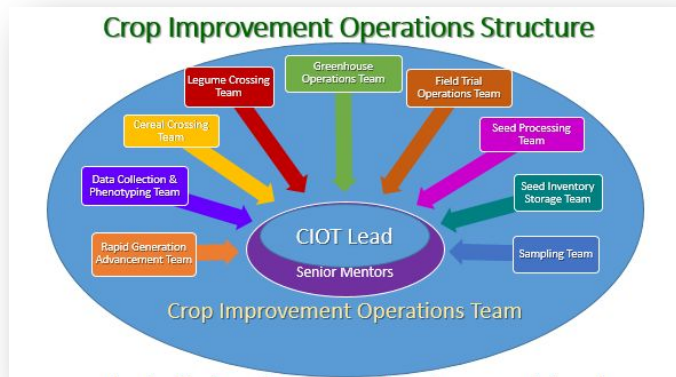 Crop Improvement Operations Structure
Greenhouse
Operations Team
Legume Crossing
Team
Field Trial
Operations Team
Cereal Crossing
Team
Seed Processing
Team
Data Collection &
Phenotyping Team
Seed Inventory
Storage Team
Rapid Generation
Advancement Team
Sampling Team
CIOT Lead
Senior Mentors
Crop Improvement Operations Team